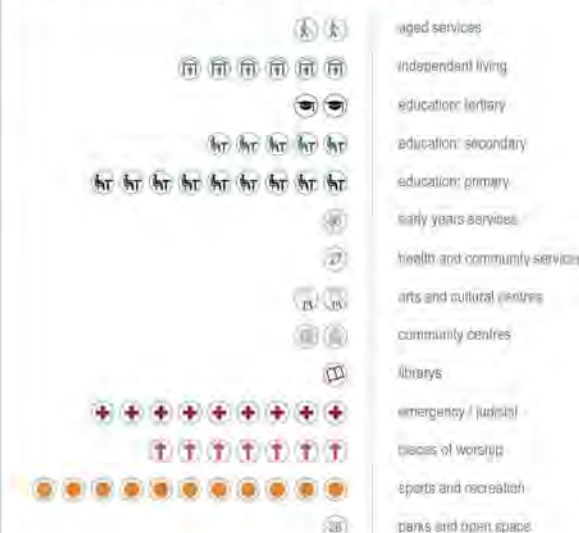 aged services
independent living
education: tertiary
education: secondary
education: primary
early years services
health and community services
arts and cultural centres
community centres
librarys
emergency / judicial
places of worship
sports and recreation
parks and open space